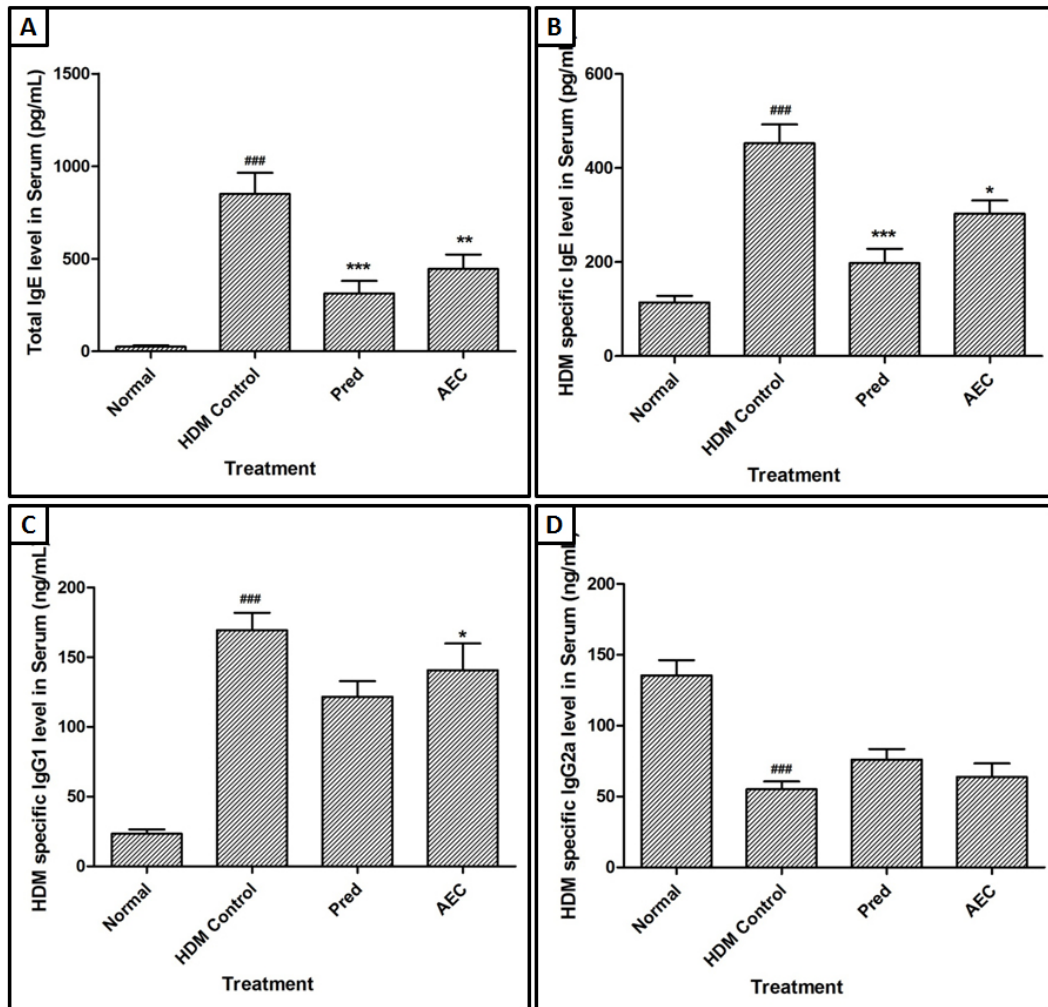 A
Total IgE level in Serum (pg/mL)
1500
1000
500
0
###
***
**
Normal
HDM Control
Pred
AEC
Treatment
B
HDM specific IgE level in Serum (pg/mL)
600
400
200
0
###
***
*
Normal
HDM Control
Pred
AEC
Treatment
C
HDM specific IgG1 level in Serum (ng/mL
200
150
100
50
0
###
*
Normal
HDM Control
Pred
AEC
Treatment
D
HDM specific IgG2a level in Serum (ng/mL
200
150
100
50
0
###
Normal
HDM Control
Pred
AEC
Treatment